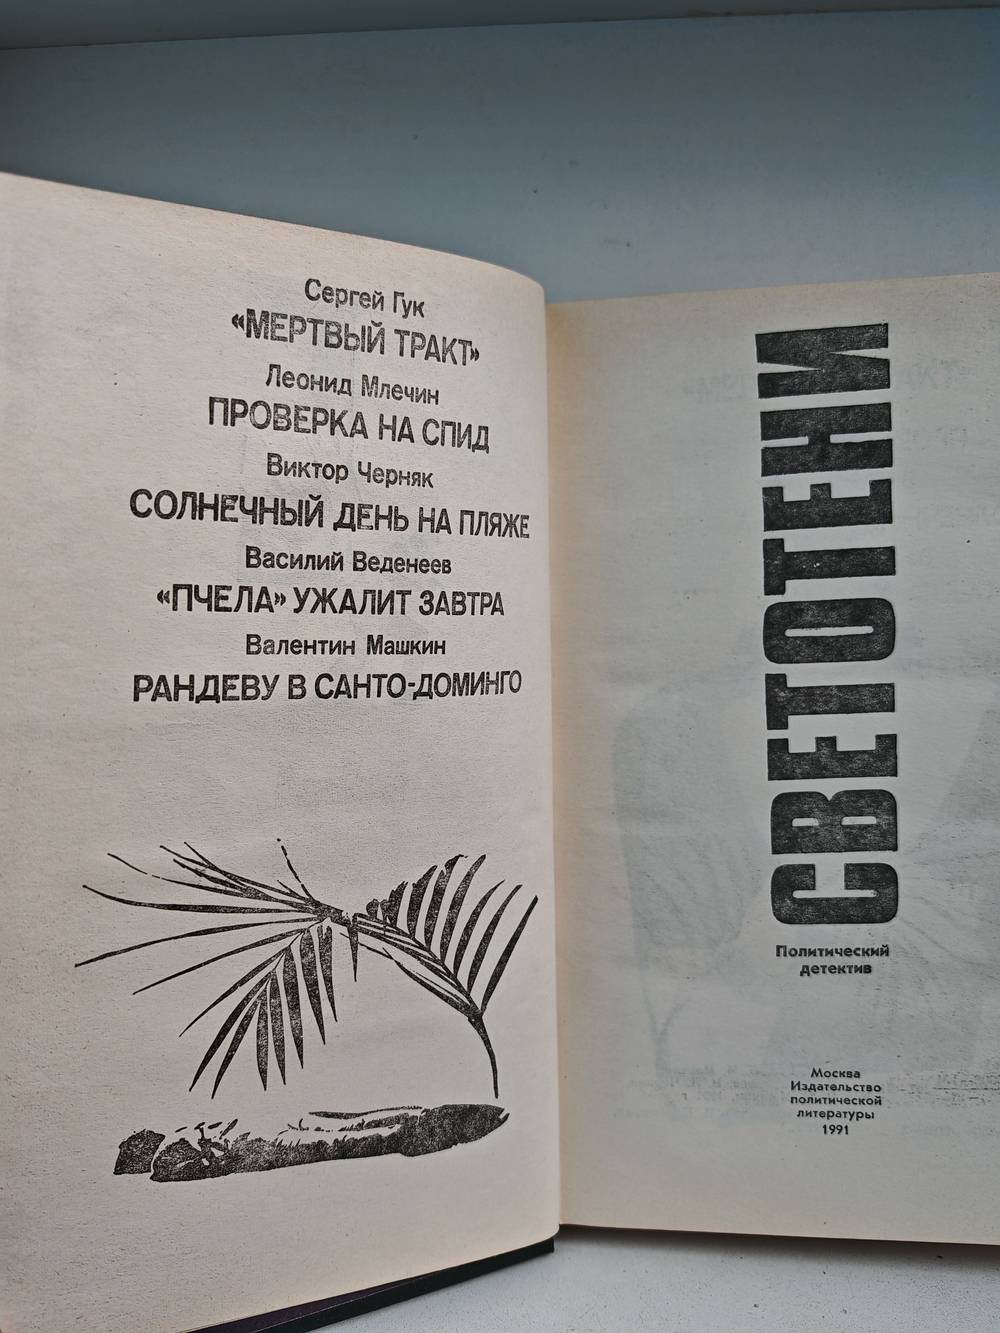 Сергей Гук
«МЕРТВЫЙ ТРАКТ»
Леонид Млечин
ПРОВЕРКА НА СПИД
Виктор Черняк
СОЛНЕЧНЫЙ ДЕНЬ НА ПЛЯЖЕ
Василий Веденеев
«ПЧЕЛА» УЖАЛИТ ЗАВТРА
Валентин Машкин
РАНДЕВУ В САНТО-ДОМИНГО
СВЕТОТЕНИ
Политический
детектив
Москва
Издательство
политической
литературы
1991